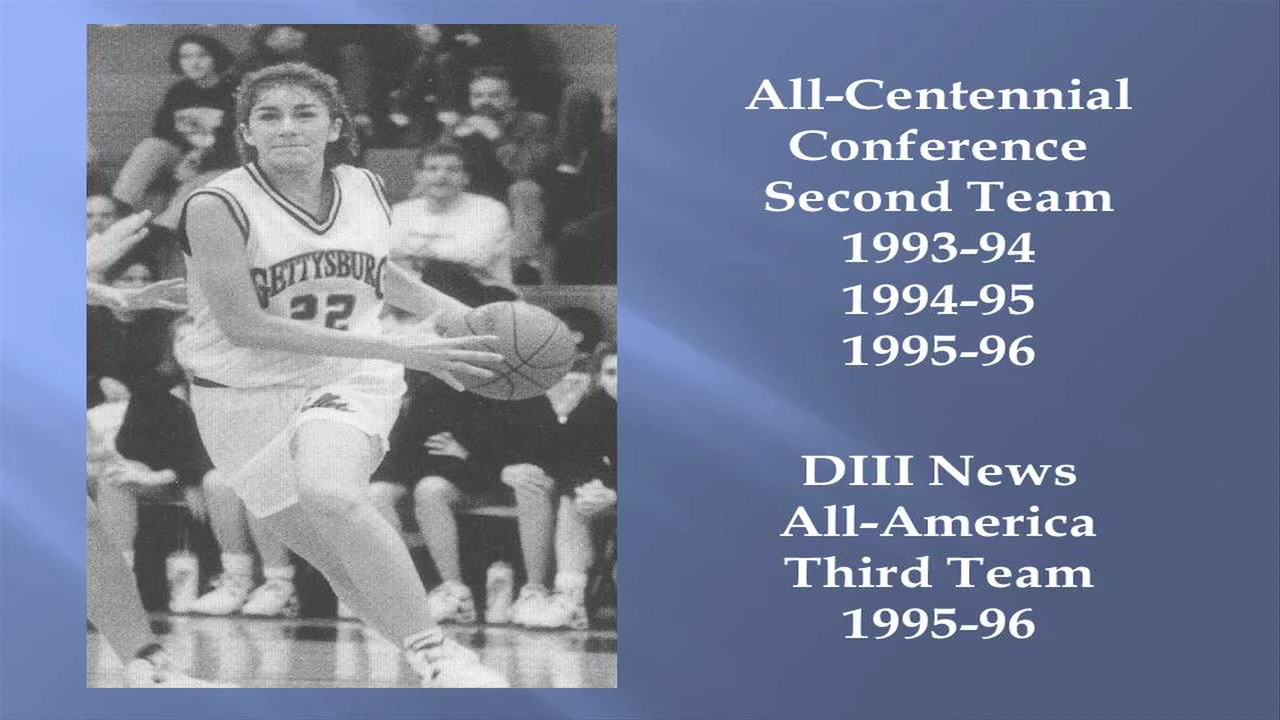 All-Centennial
Conference
Second Team
1993-94
1994-95
1995-96
DIII News
All-America
Third Team
1995-96
GETTYSBURG
22